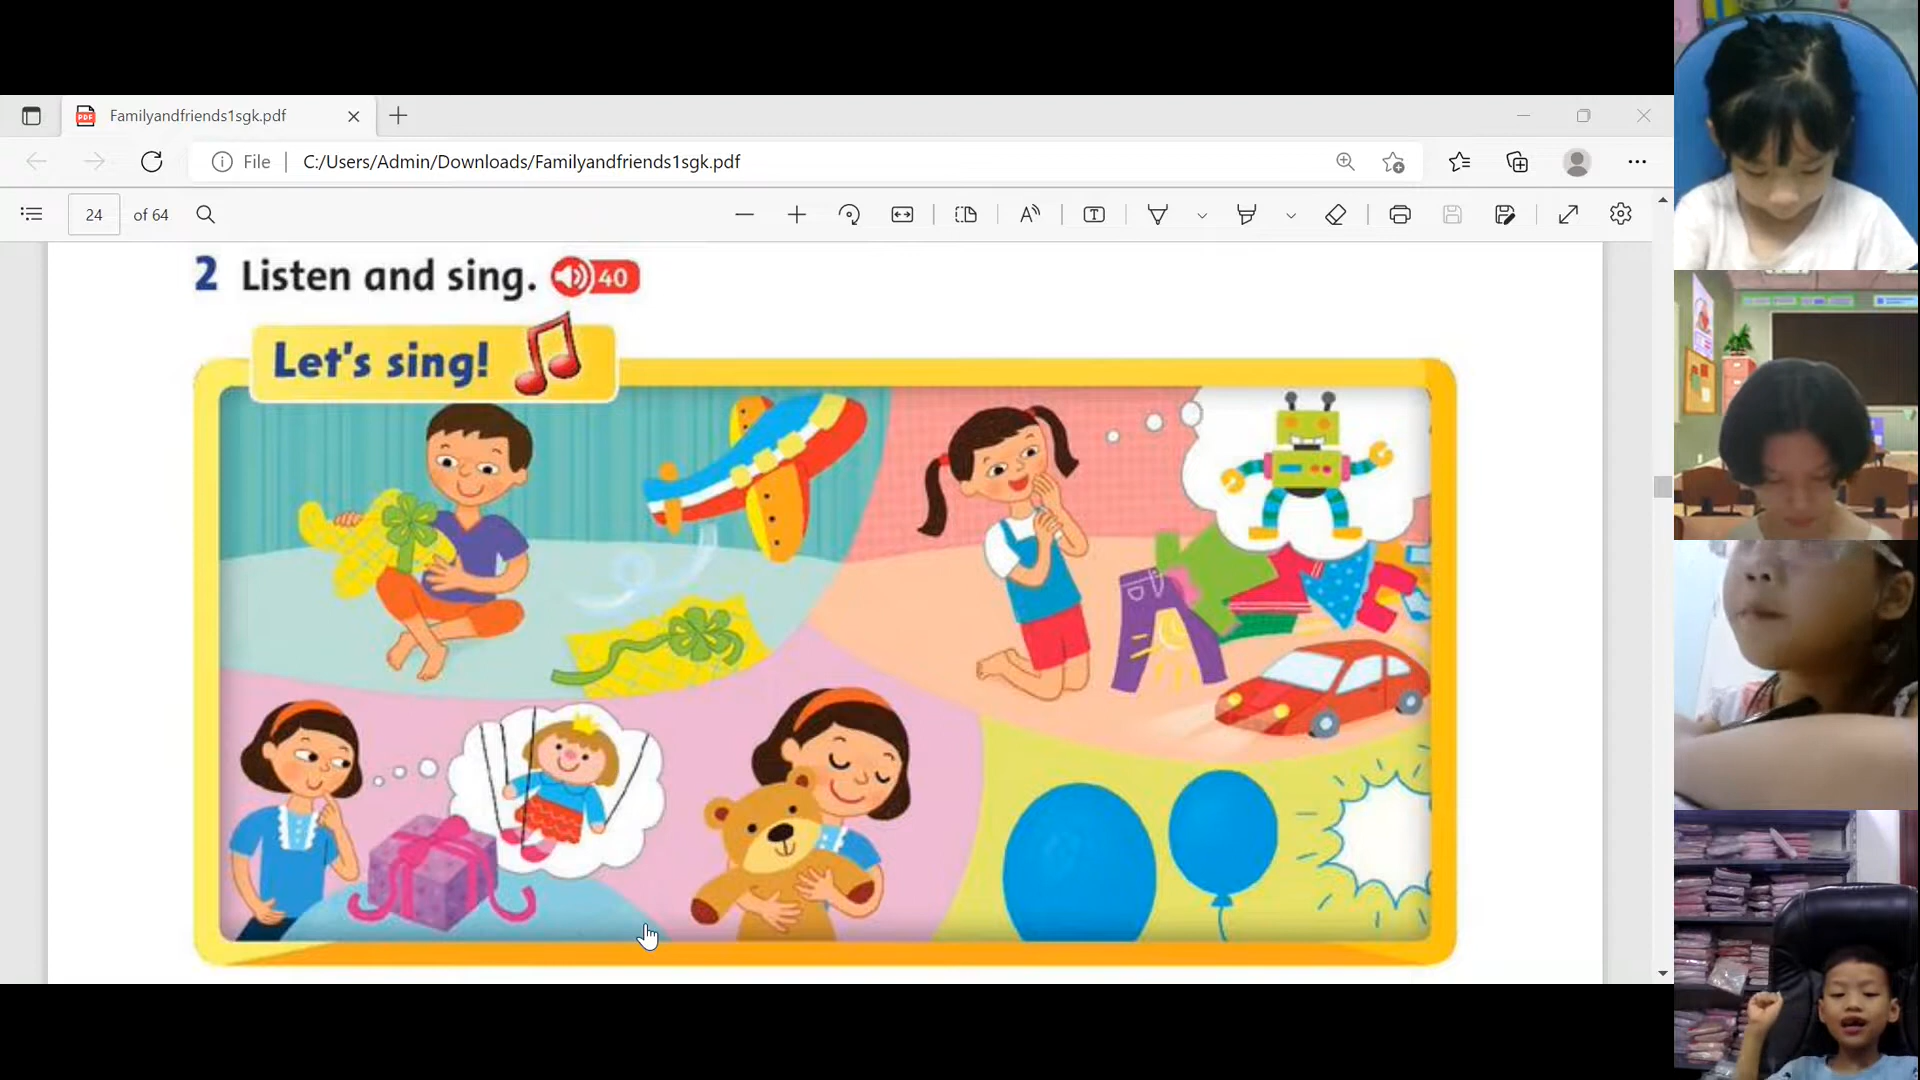 Familyandfriends1sgk.pdf
File C:/Users/Admin/Downloads/Familyandfriends1sgk.pdf
24 of 64
2 Listen and sing. 40
Let's sing!